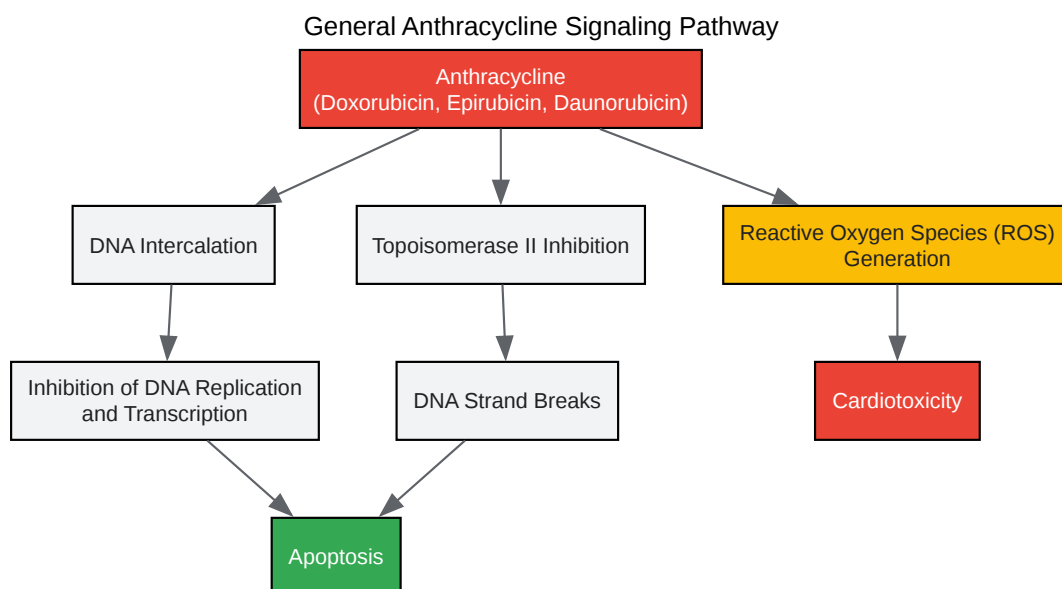 General Anthracycline Signaling Pathway
Anthracycline
(Doxorubicin, Epirubicin, Daunorubicin)
DNA Intercalation
Topoisomerase II Inhibition
Reactive Oxygen Species (ROS)
Generation
Inhibition of DNA Replication
and Transcription
DNA Strand Breaks
Cardiotoxicity
Apoptosis